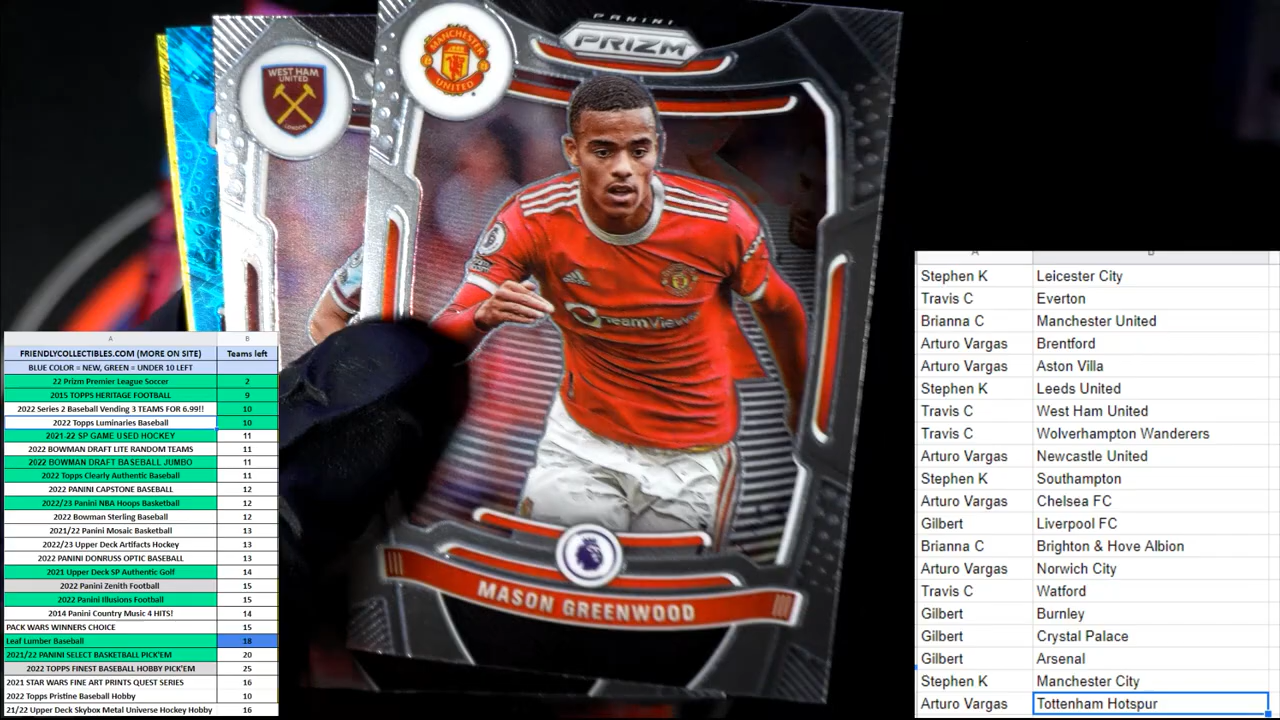 PANINI
PRIZM
MANCHESTER
UNITED
WEST HAM
UNITED
LONDON
adidas
TeamViewer
MASON GREENWOOD
A
B
FRIENDLYCOLLECTIBLES.COM (MORE ON SITE) Teams left
BLUE COLOR = NEW, GREEN = UNDER 10 LEFT
22 Prizm Premier League Soccer 2
2015 TOPPS HERITAGE FOOTBALL 9
2022 Series 2 Baseball Vending 3 TEAMS FOR 6.99!! 10
2022 Topps Luminaries Baseball 10
2021-22 SP GAME USED HOCKEY 11
2022 BOWMAN DRAFT LITE RANDOM TEAMS 11
2022 BOWMAN DRAFT BASEBALL JUMBO 11
2022 Topps Clearly Authentic Baseball 11
2022 PANINI CAPSTONE BASEBALL 12
2022/23 Panini NBA Hoops Basketball 12
2022 Bowman Sterling Baseball 12
2021/22 Panini Mosaic Basketball 13
2022/23 Upper Deck Artifacts Hockey 13
2022 PANINI DONRUSS OPTIC BASEBALL 13
2021 Upper Deck SP Authentic Golf 14
2022 Panini Zenith Football 15
2022 Panini Illusions Football 15
2014 Panini Country Music 4 HITS! 14
PACK WARS WINNERS CHOICE 15
Leaf Lumber Baseball 18
2021/22 PANINI SELECT BASKETBALL PICK'EM 20
2022 TOPPS FINEST BASEBALL HOBBY PICK'EM 25
2021 STAR WARS FINE ART PRINTS QUEST SERIES 16
2022 Topps Pristine Baseball Hobby 10
21/22 Upper Deck Skybox Metal Universe Hockey Hobby 16
Stephen K Leicester City
Travis C Everton
Brianna C Manchester United
Arturo Vargas Brentford
Arturo Vargas Aston Villa
Stephen K Leeds United
Travis C West Ham United
Travis C Wolverhampton Wanderers
Arturo Vargas Newcastle United
Stephen K Southampton
Arturo Vargas Chelsea FC
Gilbert Liverpool FC
Brianna C Brighton & Hove Albion
Arturo Vargas Norwich City
Travis C Watford
Gilbert Burnley
Gilbert Crystal Palace
Gilbert Arsenal
Stephen K Manchester City
Arturo Vargas Tottenham Hotspur